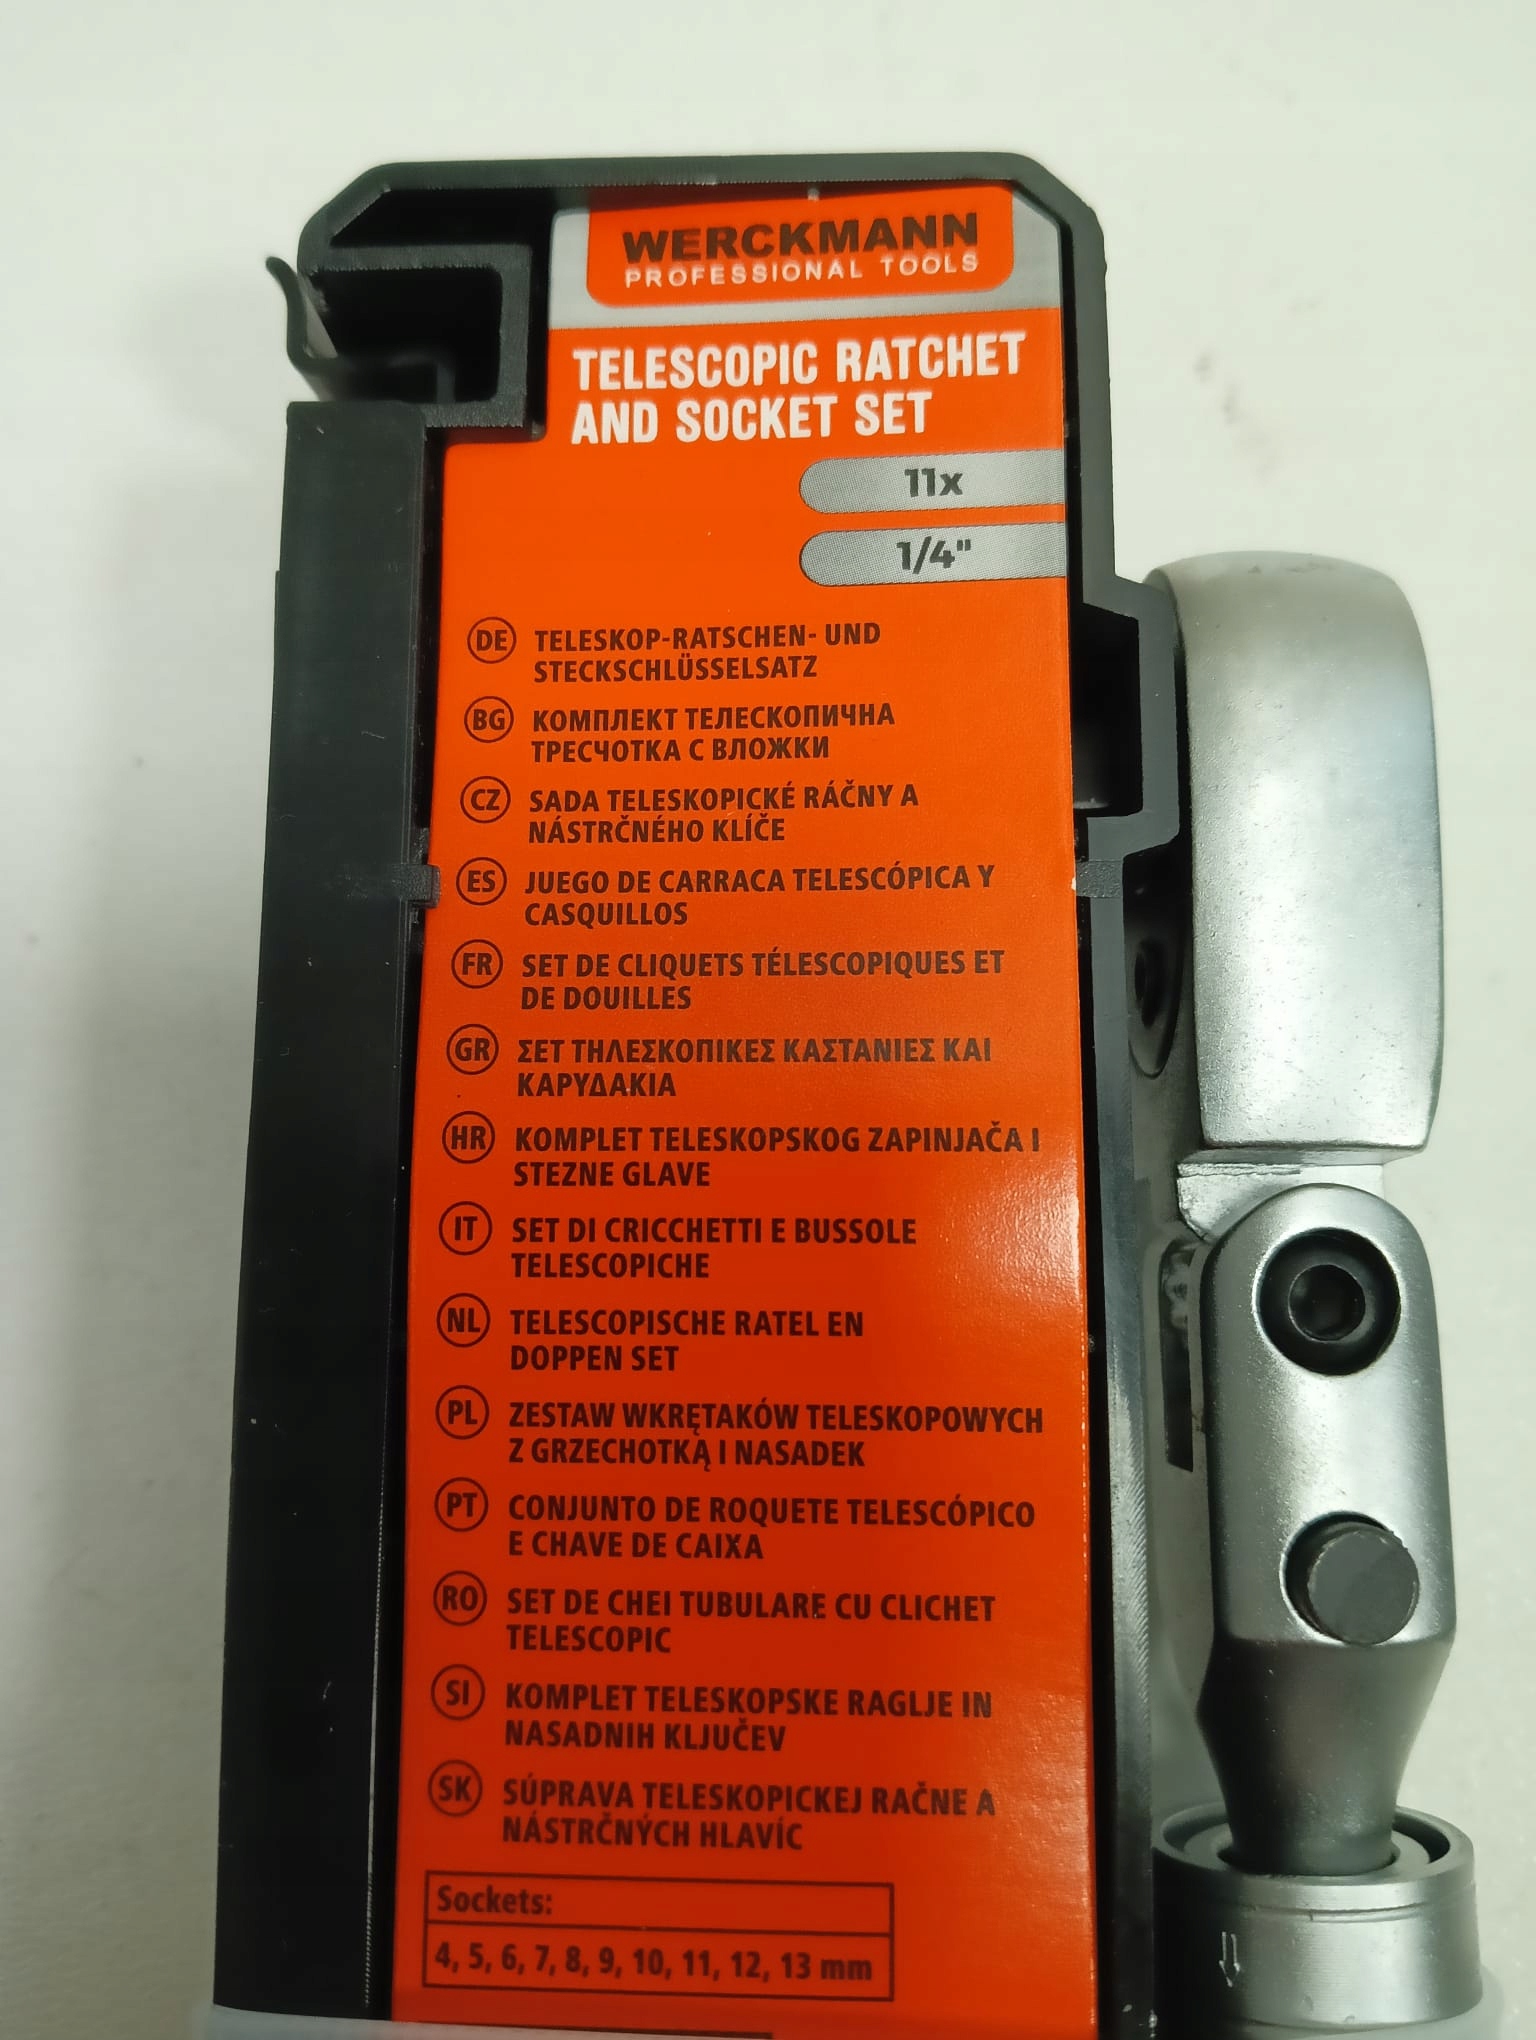 WERCKMANN
PROFESSIONAL TOOLS
TELESCOPIC RATCHET
AND SOCKET SET
11x
1/4"
DE TELESKOP-RATSCHEN- UND
STECKSCHLÜSSELSATZ
BG КОМПЛЕКТ ТЕЛЕСКОПИЧНА
ТРЕСЧОТКА С ВЛОЖКИ
CZ SADA TELESKOPICKÉ RÁČNY A
NÁSTRČNÉHO KLÍČE
ES JUEGO DE CARRACA TELESCÓPICA Y
CASQUILLOS
FR SET DE CLIQUETS TÉLESCOPIQUES ET
DE DOUILLES
GR ΣΕΤ ΤΗΛΕΣΚΟΠΙΚΕΣ ΚΑΣΤΑΝΙΕΣ ΚΑΙ
ΚΑΡΥΔΑΚΙΑ
HR KOMPLET TELESKOPSKOG ZAPINJAČA I
STEZNE GLAVE
IT SET DI CRICCHETTI E BUSSOLE
TELESCOPICHE
NL TELESCOPISCHE RATEL EN
DOPPEN SET
PL ZESTAW WKRĘTAKÓW TELESKOPOWYCH
Z GRZECHOTKĄ I NASADEK
PT CONJUNTO DE ROQUETE TELESCÓPICO
E CHAVE DE CAIXA
RO SET DE CHEI TUBULARE CU CLICHET
TELESCOPIC
SI KOMPLET TELESKOPSKE RAGLJE IN
NASADNIH KLJUČEV
SK SÚPRAVA TELESKOPICKEJ RAČNE A
NÁSTRČNÝCH HLAVÍC
Sockets:
4, 5, 6, 7, 8, 9, 10, 11, 12, 13 mm